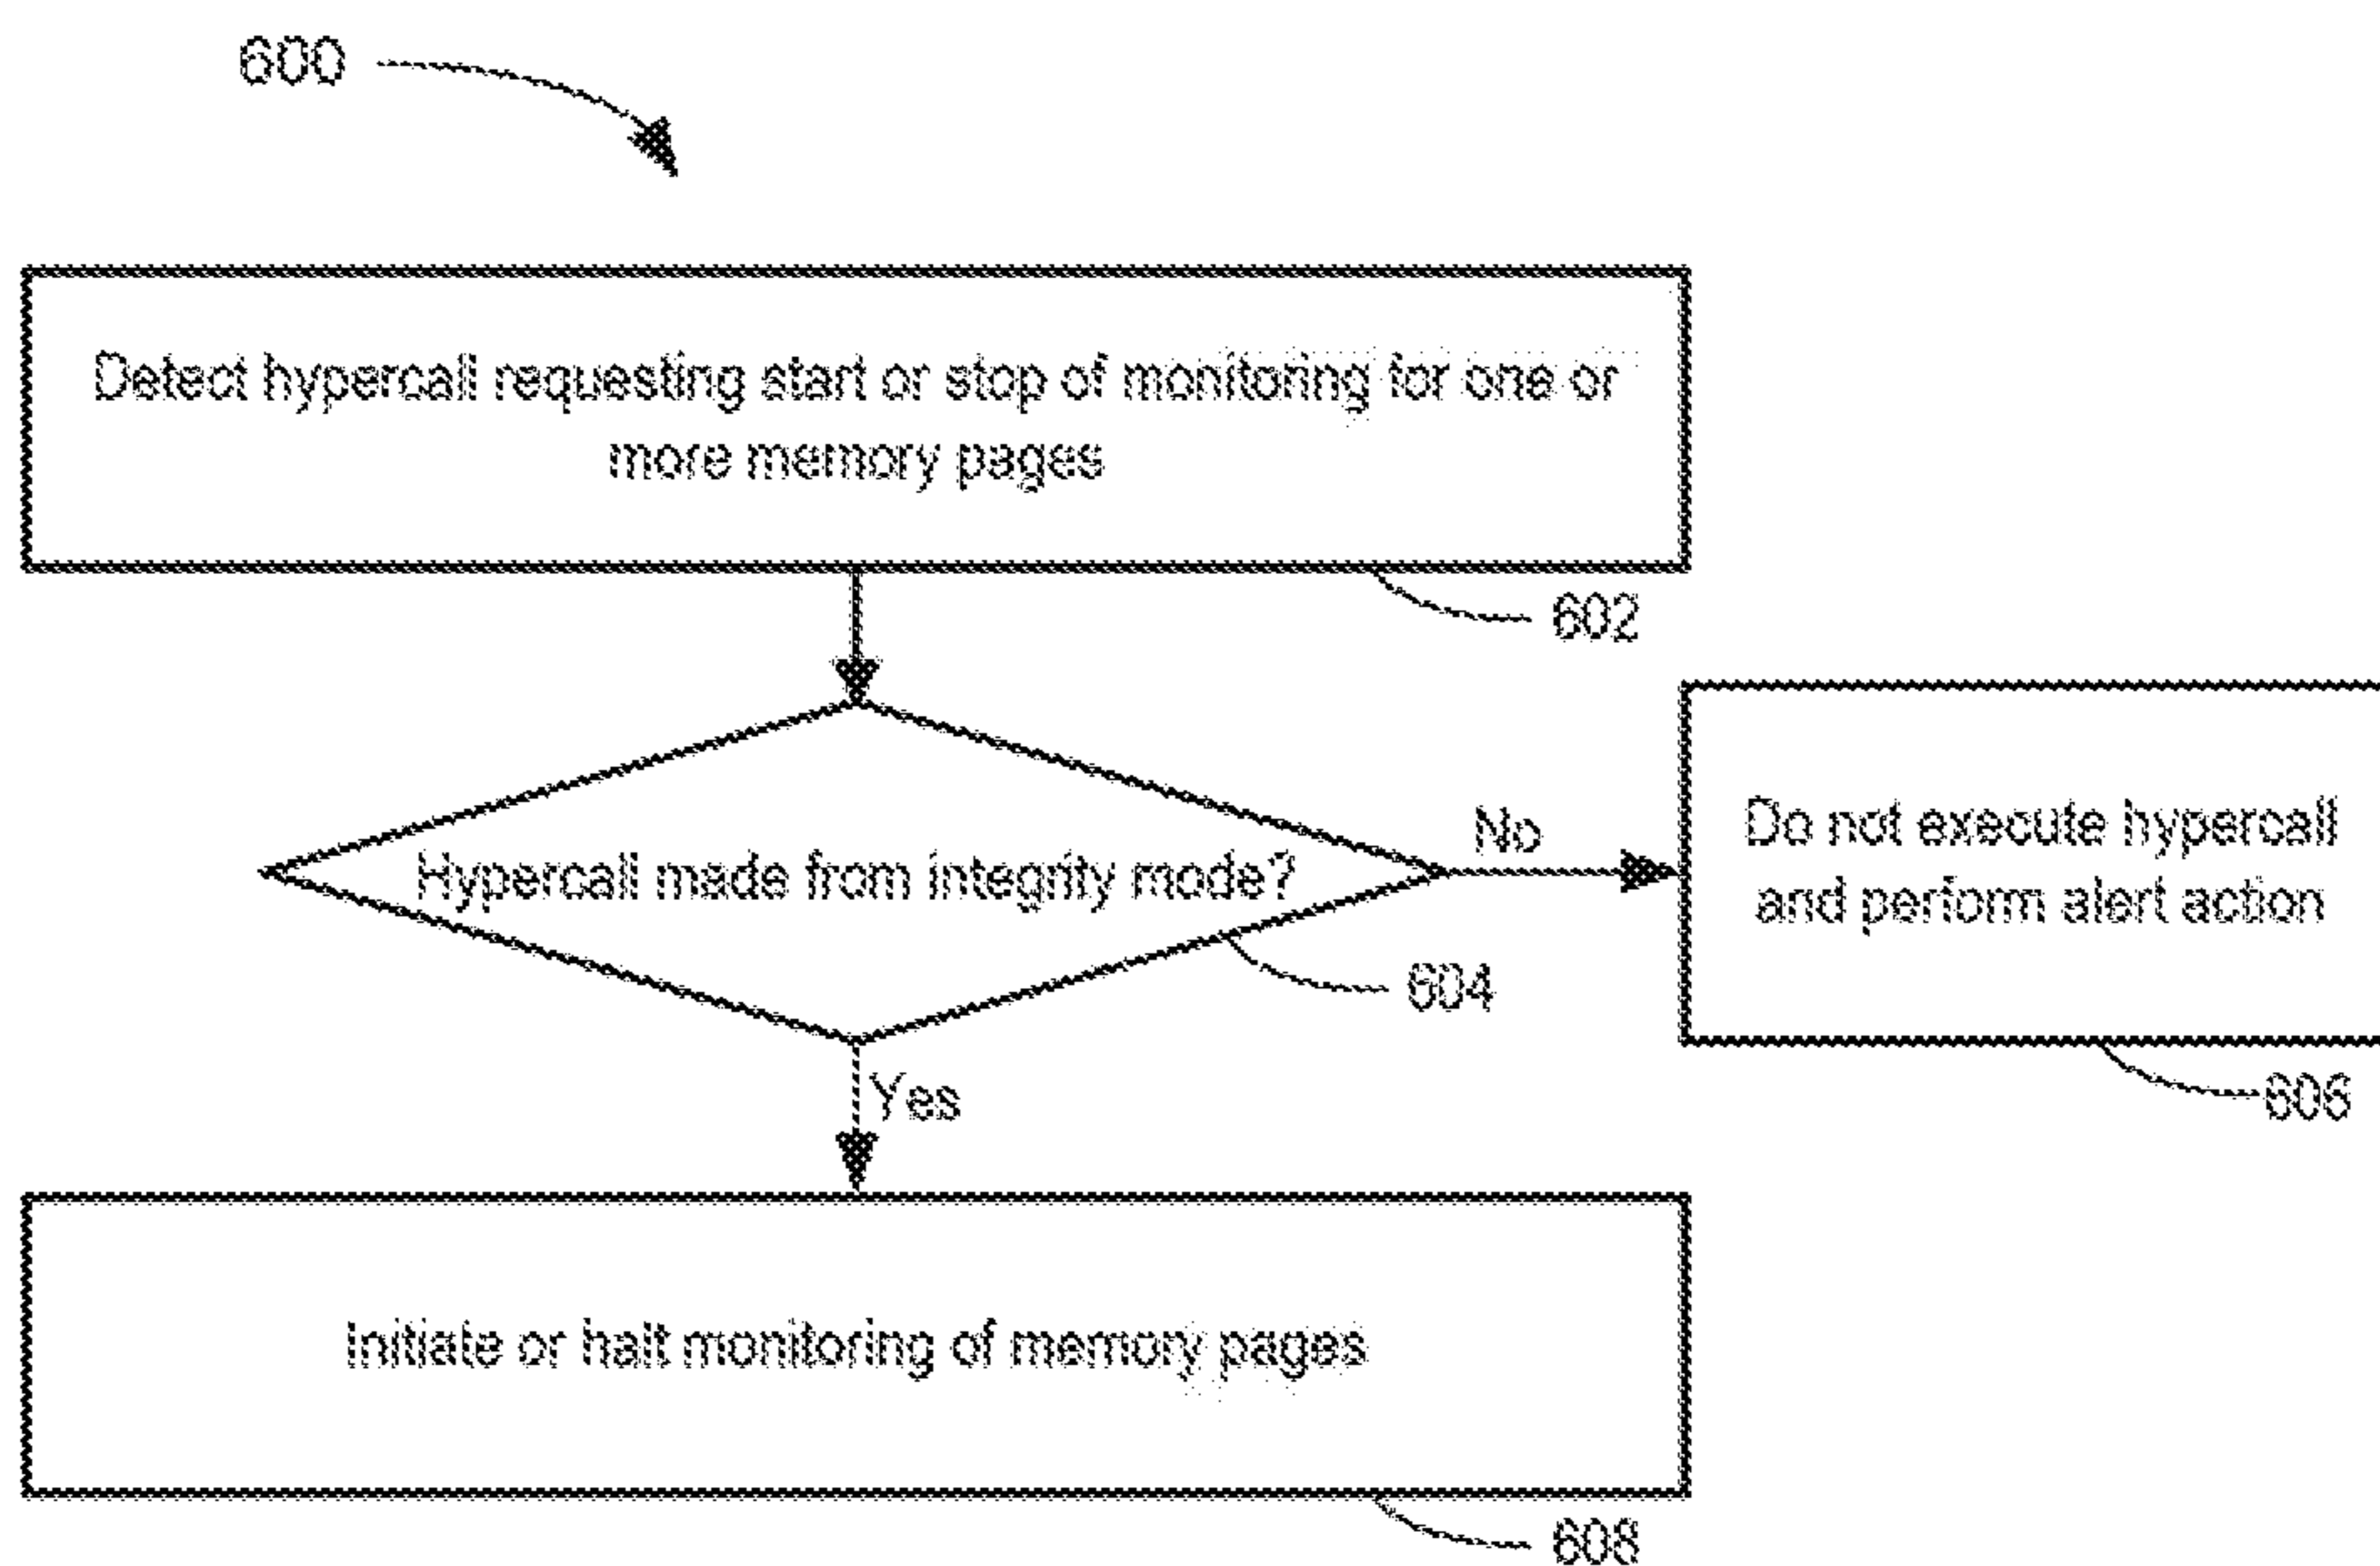 600
Detect hypercall requesting start or stop of monitoring for one or
more memory pages
602
Hypercall made from integrity mode?
No
Do not execute hypercall
and perform alert action
604
606
Yes
Initiate or halt monitoring of memory pages
608